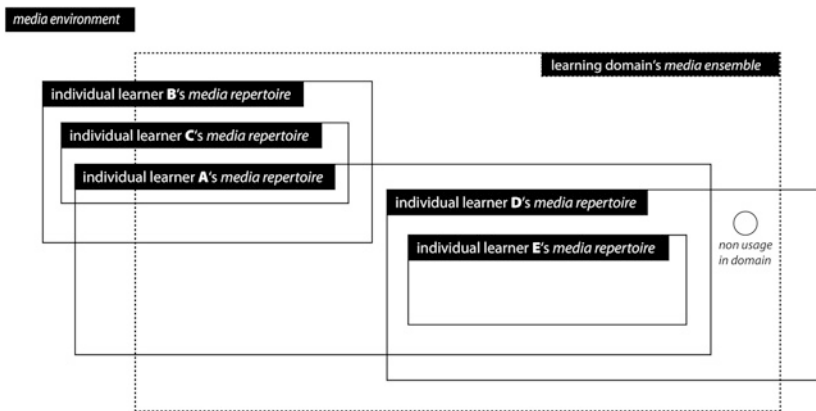 media environment
learning domain's media ensemble
individual learner B's media repertoire
individual learner C's media repertoire
individual learner A's media repertoire
individual learner D's media repertoire
individual learner E's media repertoire
non usage
in domain